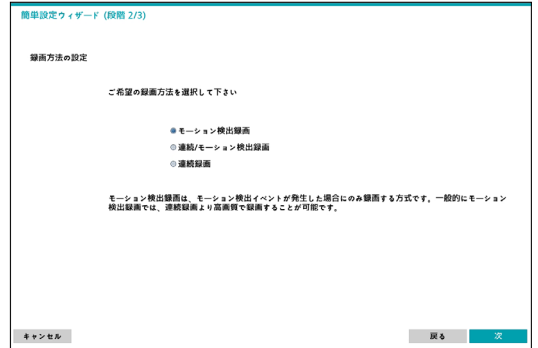 簡単設定ウィザード (段階 2/3)
録画方法の設定
ご希望の録画方法を選択して下さい
モーション検出録画
連続/モーション検出録画
連続録画
モーション検出録画は、モーション検出イベントが発生した場合にのみ録画する方式です。一般的にモーション
検出録画では、連続録画より高画質で録画することが可能です。
キャンセル
戻る
次